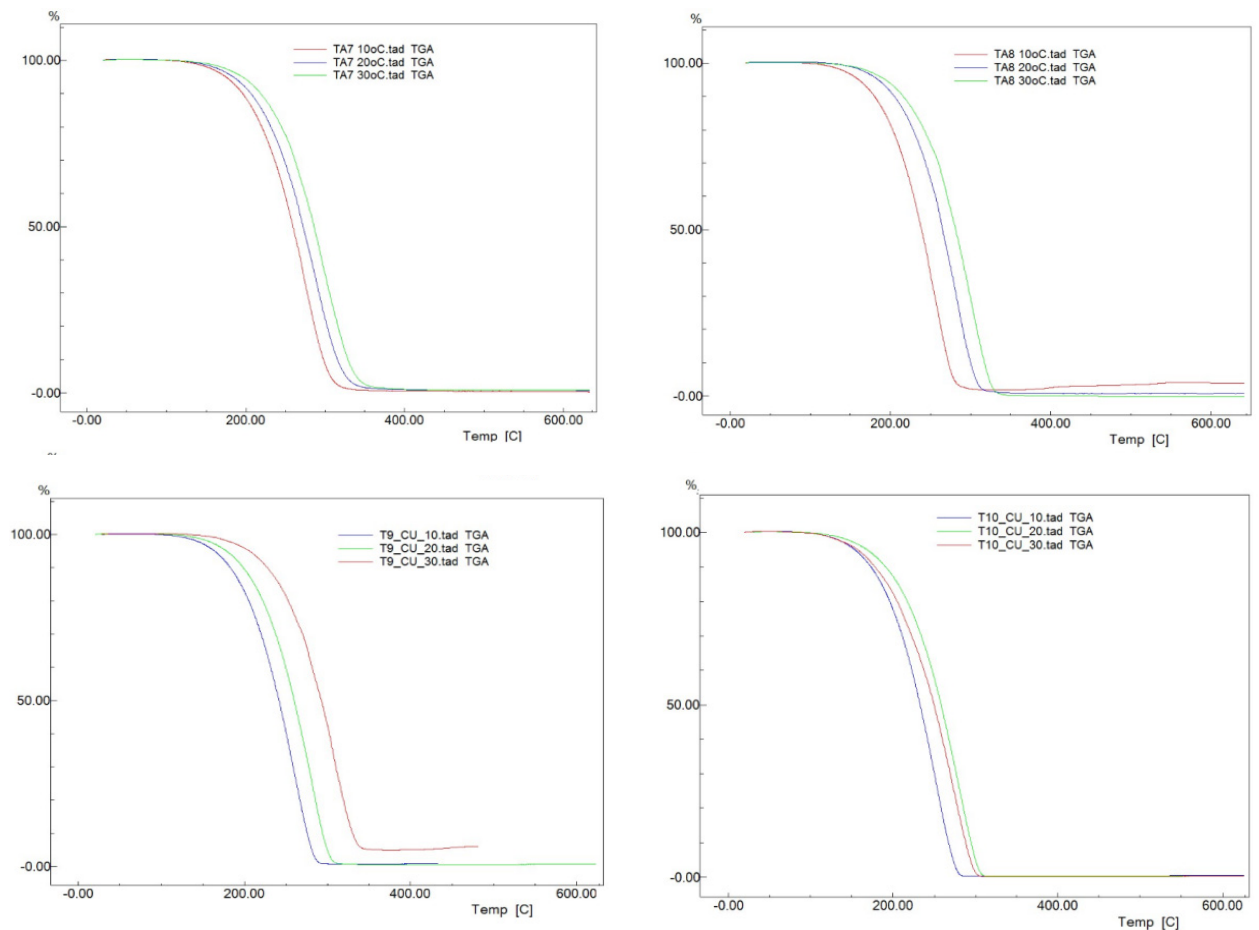 %
100.00
50.00
-0.00
TA7 10oC.tad TGA
TA7 20oC.tad TGA
TA7 30oC.tad TGA
-0.00 200.00 400.00 600.00
Temp [C]
%
100.00
50.00
-0.00
TA8 10oC.tad TGA
TA8 20oC.tad TGA
TA8 30oC.tad TGA
-0.00 200.00 400.00 600.00
Temp [C]
%
100.00
50.00
-0.00
T9_CU_10.tad TGA
T9_CU_20.tad TGA
T9_CU_30.tad TGA
-0.00 200.00 400.00 600.00
Temp [C]
%
100.00
50.00
-0.00
T10_CU_10.tad TGA
T10_CU_20.tad TGA
T10_CU_30.tad TGA
-0.00 200.00 400.00 600.00
Temp [C]